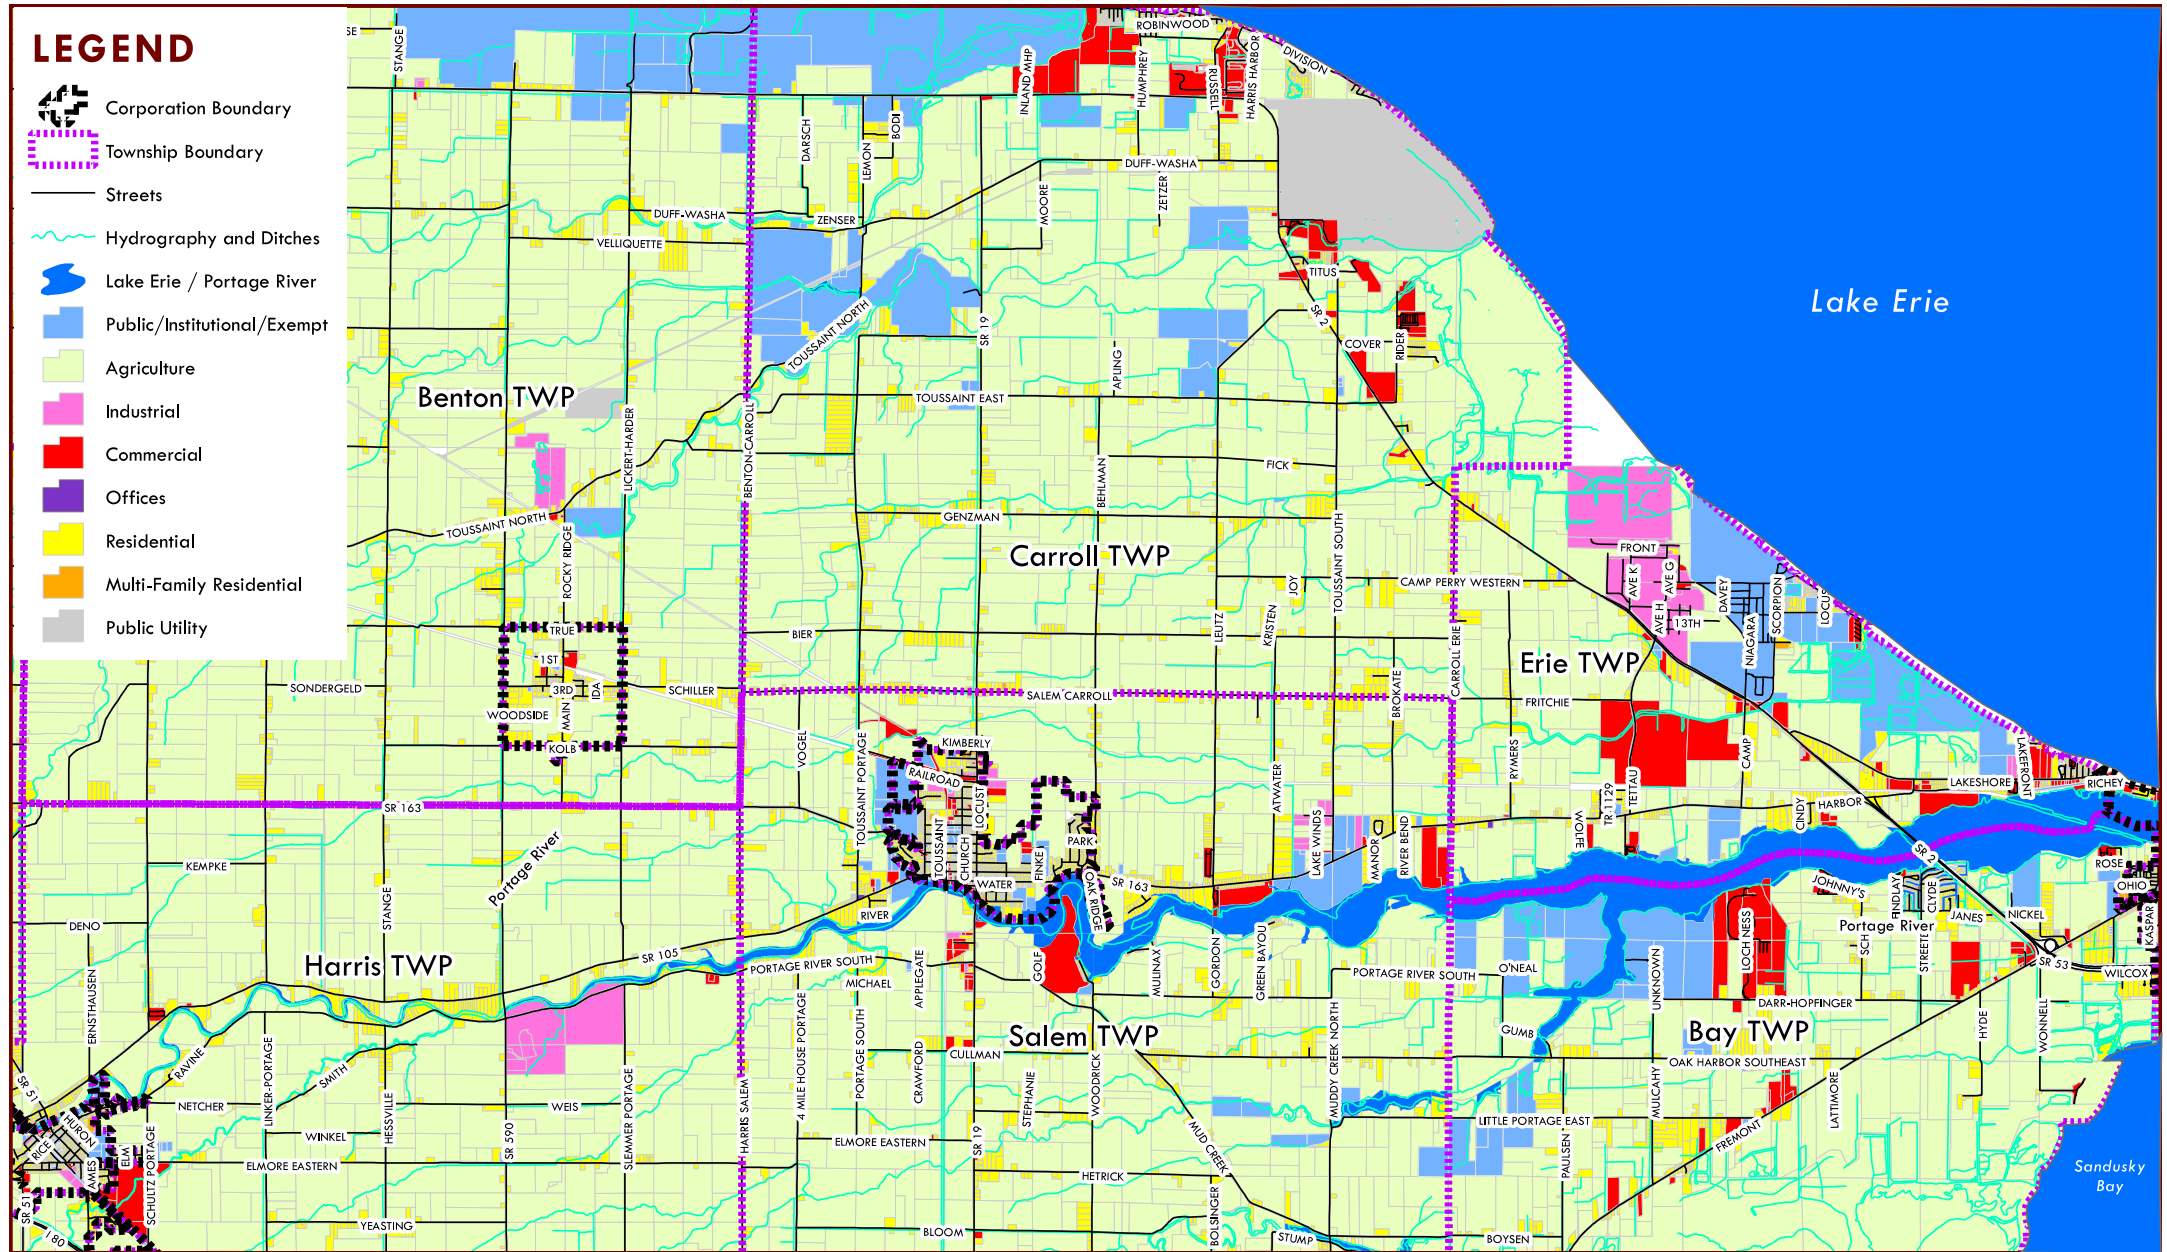 LEGEND
Corporation Boundary
Township Boundary
Streets
Hydrography and Ditches
Lake Erie / Portage River
Public/Institutional/Exempt
Agriculture
Industrial
Commercial
Offices
Residential
Multi-Family Residential
Public Utility
SE
STANGE
ROBINWOOD
DIVISION
INLAND MHP
HUMPHREY
RUSSELL
HARRIS HARBOR
DARSCH
LEMON
BODI
DUFF-WASHA
MOORE
ZETZER
DUFF-WASHA
ZENSER
VELLIQUETTE
TITUS
Lake Erie
SR 2
TOUSSAINT NORTH
SR 19
COVER
RIDER
APLING
Benton TWP
TOUSSAINT EAST
LICKERT-HARDER
BENTON-CARROLL
BEHLMAN
FICK
TOUSSAINT NORTH
GENZMAN
ROCKY RIDGE
TOUSSAINT SOUTH
Carroll TWP
FRONT
JOY
CAMP PERRY WESTERN
AVE K
AVE G
DAVEY
SCORPION
LOCUS
LEUTZ
KRISTEN
AVE H
13TH
NIAGARA
TRUE
BIER
CARROLL ERIE
1ST
3RD
IDA
Erie TWP
SONDERGELD
SCHILLER
SALEM CARROLL
BROKATE
FRITCHIE
WOODSIDE
MAIN
KOLB
VOGEL
TOUSSAINT PORTAGE
KIMBERLY
RAILROAD
LOCUST
ATWATER
RYMERS
CAMP
LAKEFRONT
LAKESHORE
RICHEY
SR 163
TR 1129
TETTAU
CINDY
HARBOR
KEMPKE
Portage River
TOUSSAINT
CHURCH
FINKE
PARK
LAKE WINDS
MANOR
RIVER BEND
WOLFE
SR 2
ROSE
STANGE
WATER
OAK RIDGE
SR 163
JOHNNY'S
FINDLAY
CLYDE
OHIO
DENO
RIVER
JANES
NICKEL
KASPAR
Portage River
LOCH NESS
SCH
STREETE
SR 53
WILCOX
Harris TWP
SR 105
PORTAGE RIVER SOUTH
APPLEGATE
GOLF
MULINAX
GORDON
GREEN BAYOU
PORTAGE RIVER SOUTH
O'NEAL
UNKNOWN
MICHAEL
DARR-HOPFINGER
ERNSTHAUSEN
4 MILE HOUSE PORTAGE
PORTAGE SOUTH
Salem TWP
GUMB
Bay TWP
HYDE
WONNELL
CULLMAN
OAK HARBOR SOUTHEAST
RAVINE
LINKER-PORTAGE
SMITH
CRAWFORD
STEPHANIE
WOODRICK
MUDDY CREEK NORTH
MULCAHY
LATTIMORE
SR 51
NETCHER
HESSVILLE
WEIS
SLEMMER PORTAGE
HARRIS SALEM
LITTLE PORTAGE EAST
HURON
RICE
WINKEL
SR 590
ELMORE EASTERN
SR 19
MUD CREEK
FREMONT
AMES
ELM
SCHULTZ PORTAGE
ELMORE EASTERN
HETRICK
PAULSEN
Sandusky
Bay
SR 51
YEASTING
BLOOM
BOLSINGER
STUMP
BOYSEN
180